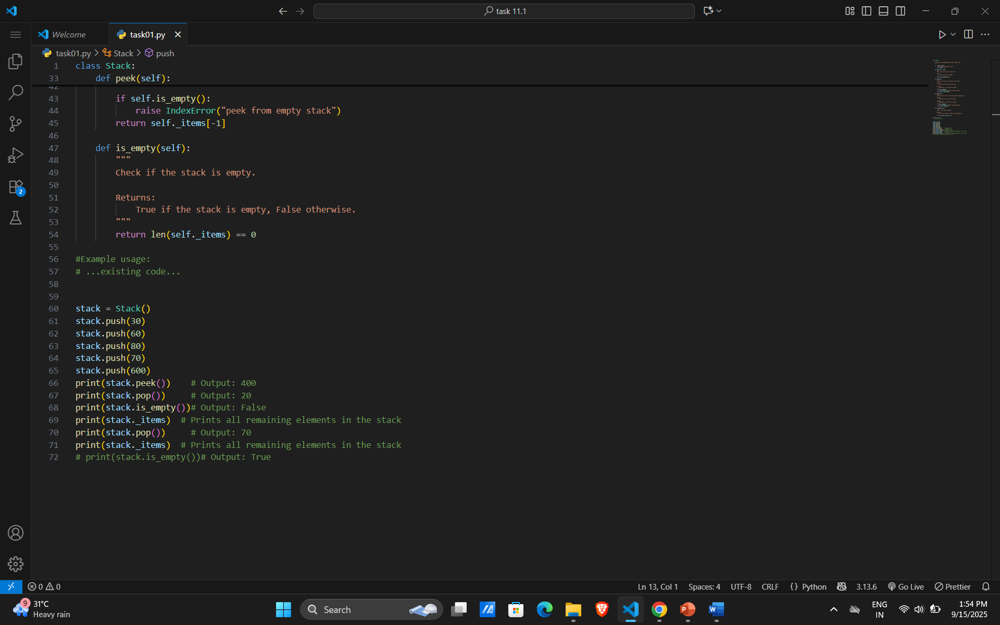 task 11.1
Welcome
task01.py
task01.py > Stack > push
1 class Stack:
33 def peek(self):
42
43 if self.is_empty():
44 raise IndexError("peek from empty stack")
45 return self._items[-1]
46
47 def is_empty(self):
48 """
49 Check if the stack is empty.
50
51 Returns:
52 True if the stack is empty, False otherwise.
53 """
54 return len(self._items) == 0
55
56 #Example usage:
57 # ...existing code...
58
59
60 stack = Stack()
61 stack.push(30)
62 stack.push(60)
63 stack.push(80)
64 stack.push(70)
65 stack.push(600)
66 print(stack.peek())    # Output: 400
67 print(stack.pop())     # Output: 20
68 print(stack.is_empty())# Output: False
69 print(stack._items)  # Prints all remaining elements in the stack
70 print(stack.pop())     # Output: 70
71 print(stack._items)  # Prints all remaining elements in the stack
72 # print(stack.is_empty())# Output: True
2
0 0
Ln 13, Col 1 Spaces: 4 UTF-8 CRLF {} Python 3.13.6 Go Live Prettier
9
31°C
Heavy rain
Search
ENG
IN
1:54 PM
9/15/2025